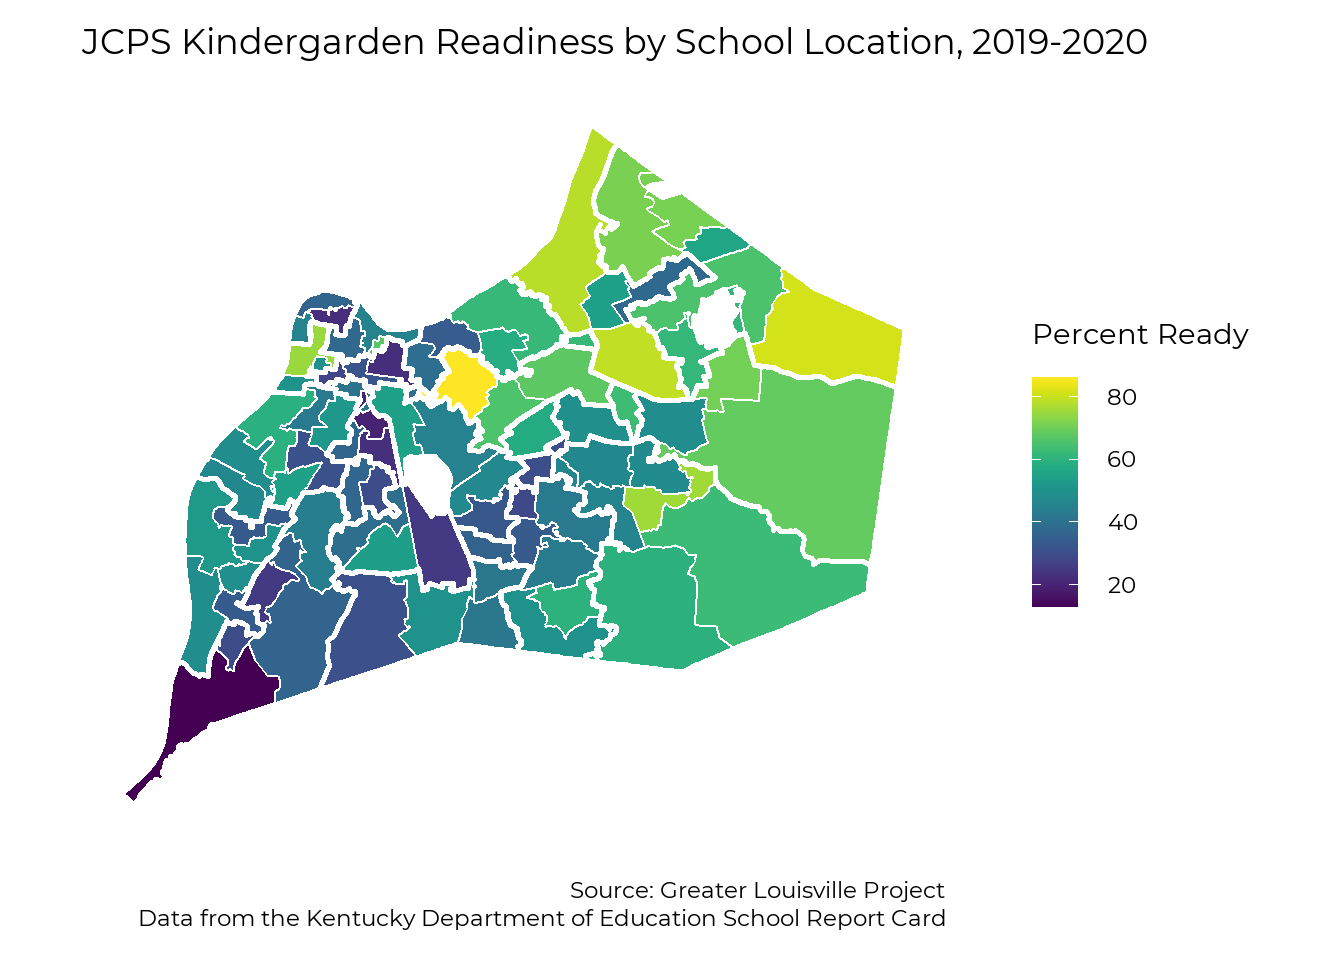 JCPS Kindergarden Readiness by School Location, 2019-2020
Percent Ready
80
60
40
20
Source: Greater Louisville Project
Data from the Kentucky Department of Education School Report Card